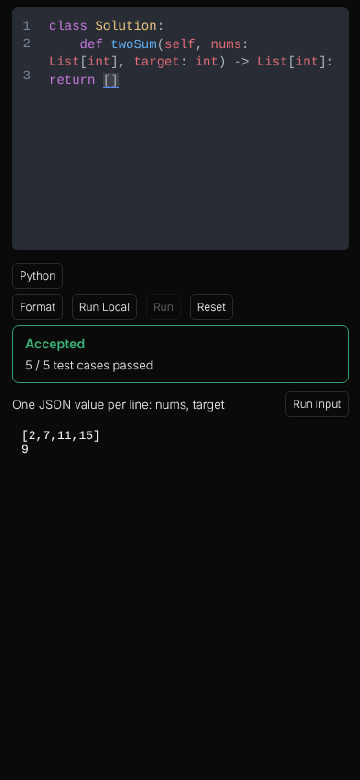 1 class Solution:
2     def twoSum(self, nums:
List[int], target: int) -> List[int]:
3 return []
Python
Format Run Local Run Reset
Accepted
5 / 5 test cases passed
One JSON value per line: nums, target Run input
[2,7,11,15]
9